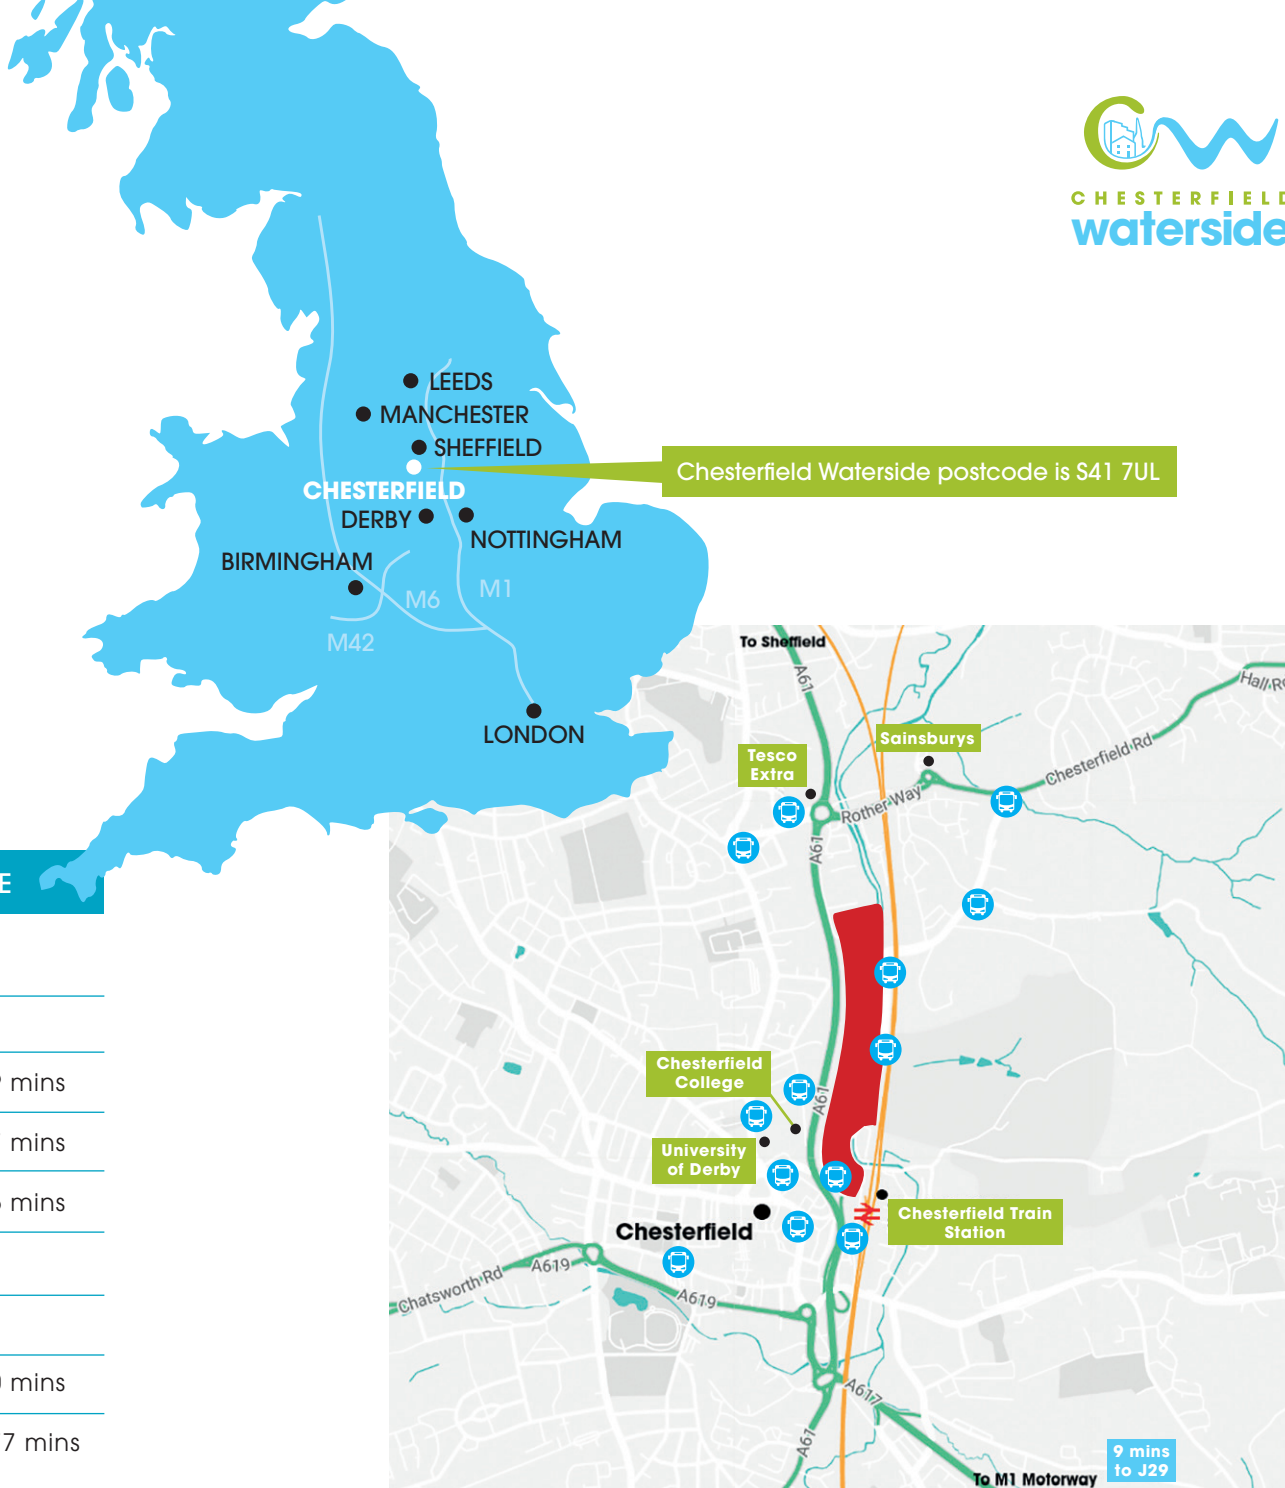 CHESTERFIELD
waterside
LEEDS
MANCHESTER
SHEFFIELD
CHESTERFIELD
Chesterfield Waterside postcode is S41 7UL
DERBY
NOTTINGHAM
BIRMINGHAM
M6
M1
M42
LONDON
To Sheffield
A61
Hall
Sainsburys
Tesco
Extra
Chesterfield Rd
Rother Way
A61
E
mins
mins
mins
mins
7 mins
Chesterfield
College
A61
University
of Derby
Chesterfield Train
Station
Chesterfield
Chatsworth Rd
A619
A619
A617
A61
9 mins
to J29
To M1 Motorway